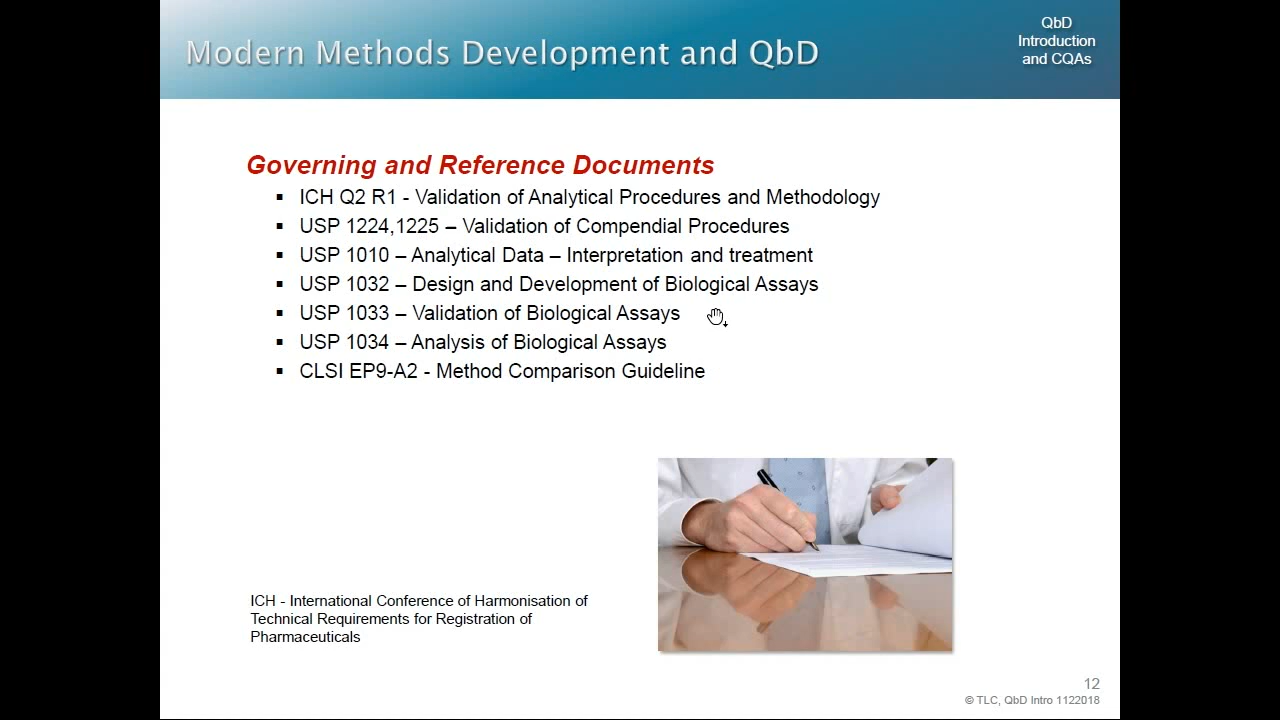 Modern Methods Development and QbD
QbD
Introduction
and CQAs
Governing and Reference Documents
▪ ICH Q2 R1 - Validation of Analytical Procedures and Methodology
▪ USP 1224,1225 – Validation of Compendial Procedures
▪ USP 1010 – Analytical Data – Interpretation and treatment
▪ USP 1032 – Design and Development of Biological Assays
▪ USP 1033 – Validation of Biological Assays
▪ USP 1034 – Analysis of Biological Assays
▪ CLSI EP9-A2 - Method Comparison Guideline
ICH - International Conference of Harmonisation of
Technical Requirements for Registration of
Pharmaceuticals
12
© TLC, QbD Intro 1122018